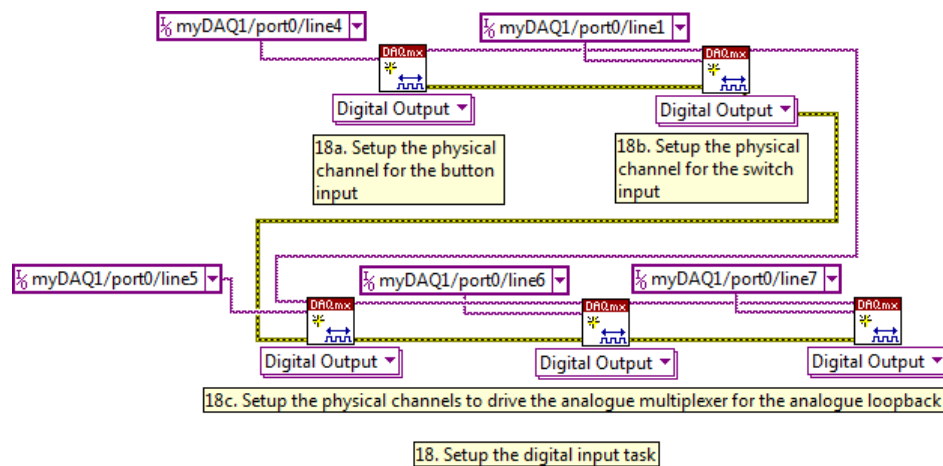 myDAQ1/port0/line4
myDAQ1/port0/line1
DAQmx
DAQmx
Digital Output
Digital Output
18a. Setup the physical
channel for the button
input
18b. Setup the physical
channel for the switch
input
myDAQ1/port0/line5
myDAQ1/port0/line6
myDAQ1/port0/line7
DAQmx
DAQmx
DAQmx
Digital Output
Digital Output
Digital Output
18c. Setup the physical channels to drive the analogue multiplexer for the analogue loopback
18. Setup the digital input task